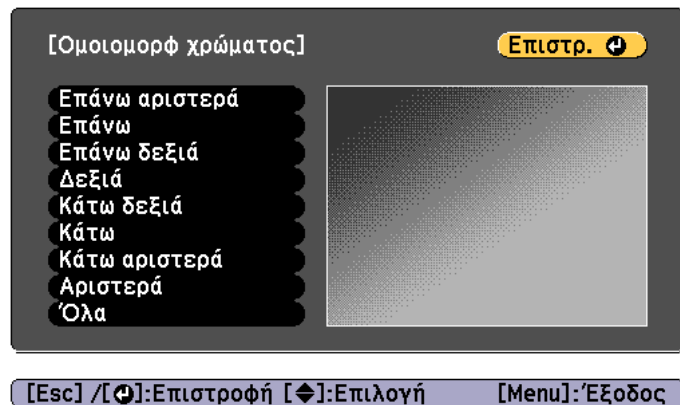 [Ομοιομορφ χρώματος]
Επιστρ.
Επάνω αριστερά
Επάνω
Επάνω δεξιά
Δεξιά
Κάτω δεξιά
Κάτω
Κάτω αριστερά
Αριστερά
Όλα
[Esc] /[⏎]:Επιστροφή [◆]:Επιλογή [Menu]:Έξοδος